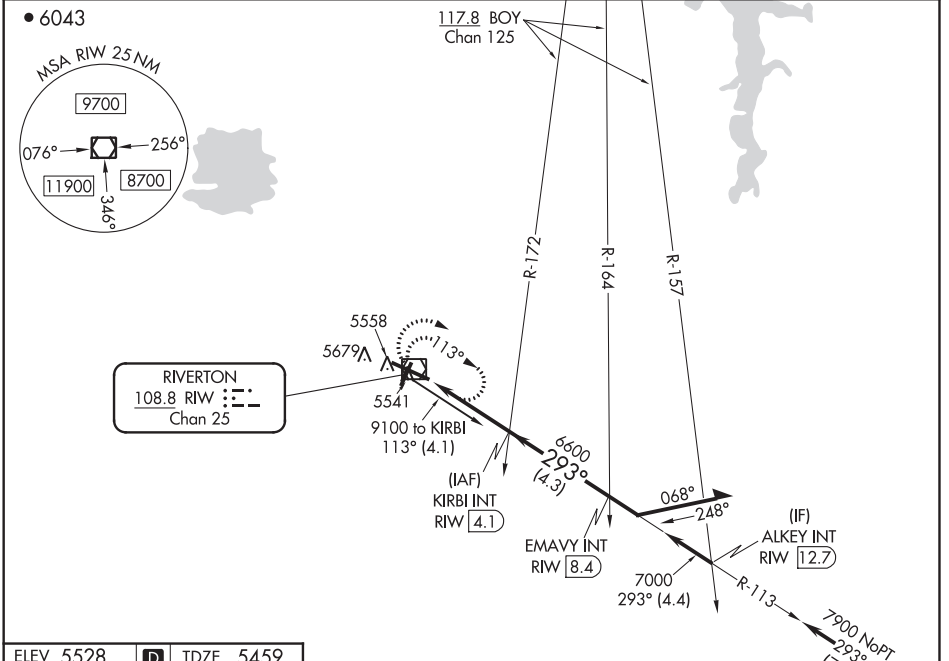 6043
MSA RIW 25 NM
9700
076°
256°
11900
8700
346°
117.8 BOY
Chan 125
R-172
R-164
R-157
5558
5679
113°
5541
RIVERTON
108.8 RIW
Chan 25
9100 to KIRBI
113° (4.1)
(IAF)
KIRBI INT
RIW 4.1
6600
293°
(4.3)
068°
248°
EMAVY INT
RIW 8.4
(IF)
ALKEY INT
RIW 12.7
7000
293° (4.4)
R-113
7900 NoPT
293°
ELEV 5528
D
TDZE 5459